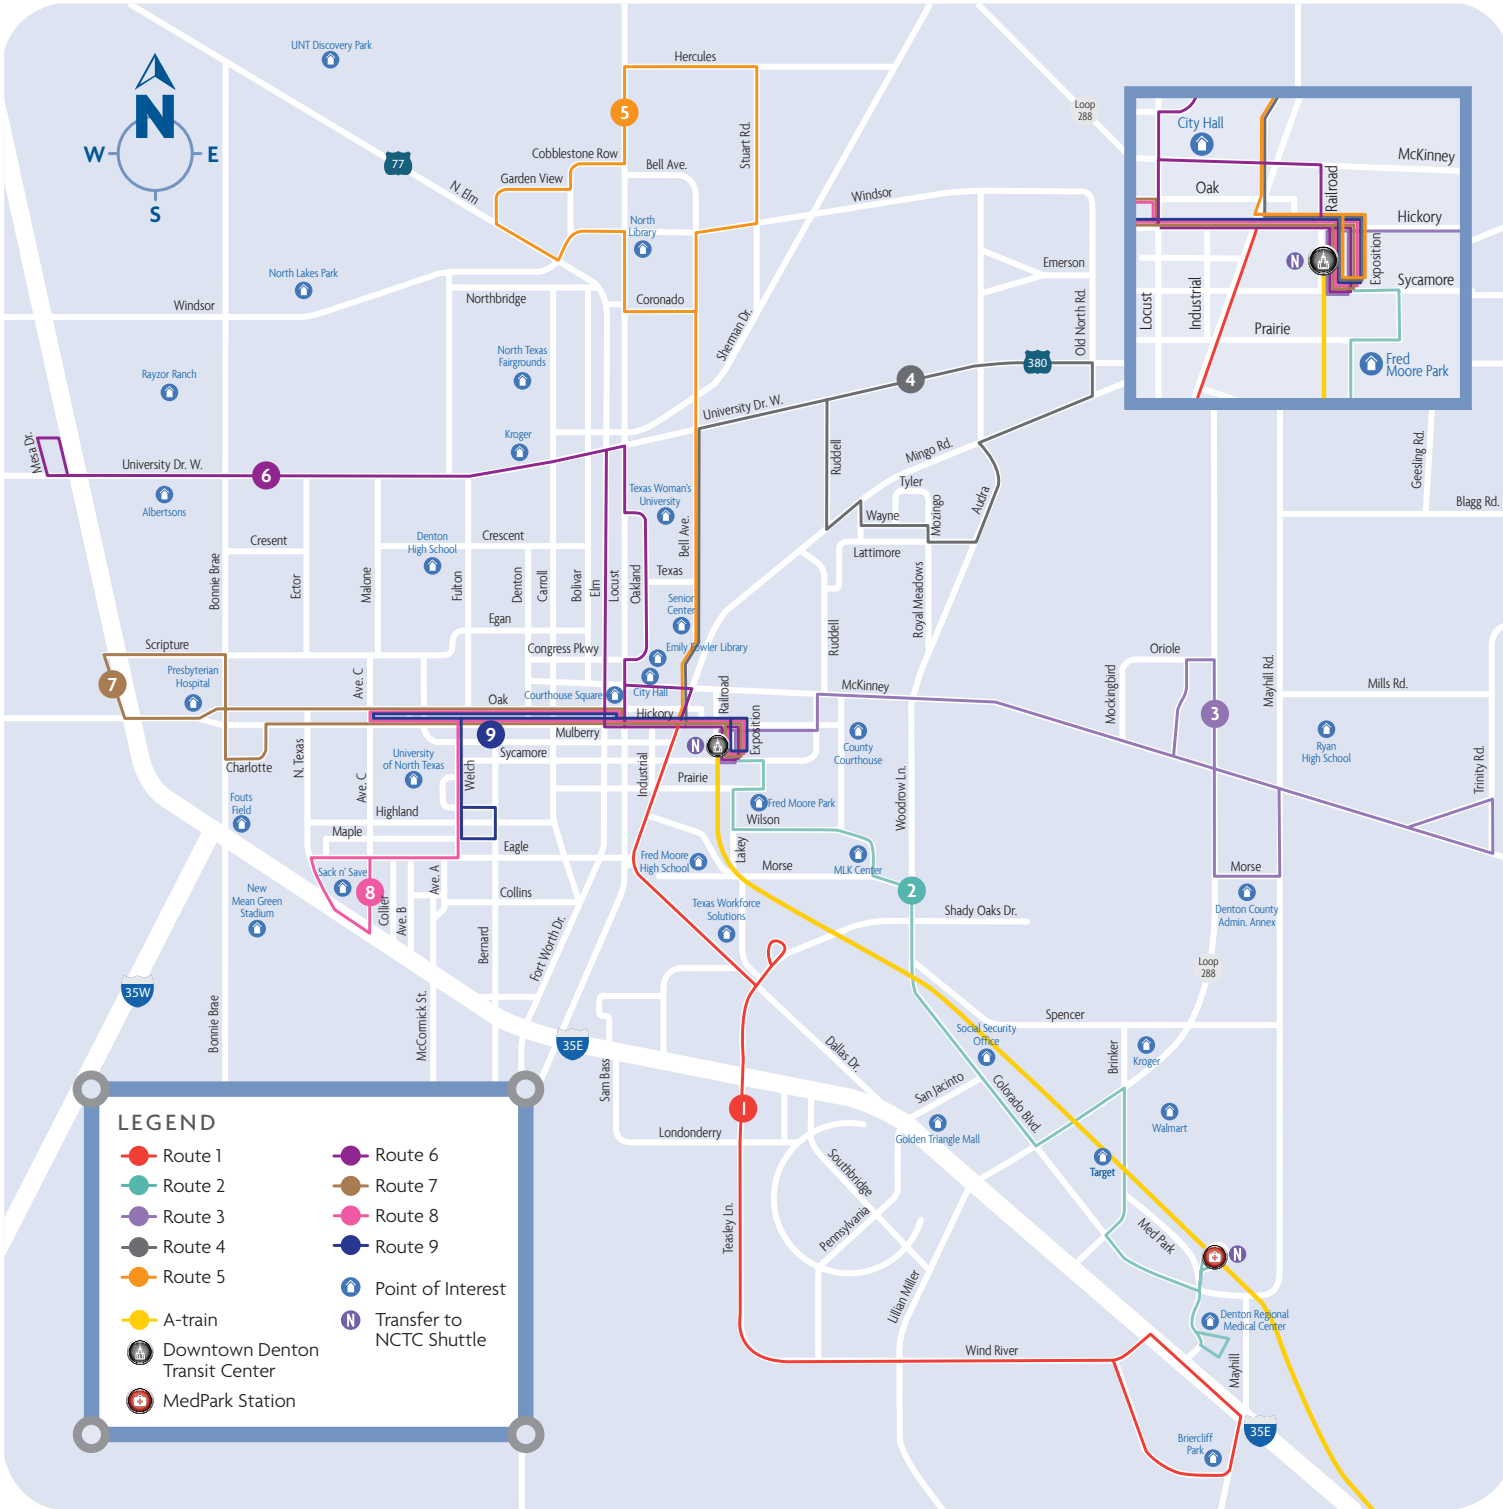 UNT Discovery Park
Hercules
5
Stuart Rd.
Cobblestone Row
Bell Ave.
Garden View
77
N. Elm
N
W
E
S
Loop
288
City Hall
McKinney
Oak
Railroad
Hickory
N
Exposition
Sycamore
Locust
Industrial
Prairie
Fred
Moore Park
Windsor
North
Library
Emerson
North Lakes Park
Windsor
Northbridge
Coronado
Sherman Dr.
Old North Rd.
North Texas
Fairgrounds
Rayzor Ranch
380
4
University Dr. W.
Mesa Dr.
Kroger
University Dr. W.
6
Albertsons
Ruddell
Mingo Rd.
Tyler
Mozingo
Audra
Wayne
Lattimore
Geesling Rd.
Blagg Rd.
Texas Woman's
University
Bell Ave.
Cresent
Denton
High School
Crescent
Bonnie Brae
Ector
Malone
Fulton
Denton
Carroll
Bolivar
Elm
Locust
Oakland
Texas
Senior
Center
Egan
Congress Pkwy
Emily Fowler Library
Royal Meadows
Ruddell
Scripture
Presbyterian
Hospital
7
Ave. C
Oak
Courthouse Square
City Hall
Railroad
McKinney
Hickory
Mulberry
Sycamore
9
N
Exposition
County
Courthouse
Oriole
Mockingbird
3
Mayhill Rd.
Mills Rd.
Ryan
High School
Trinity Rd.
Charlotte
N. Texas
University
of North Texas
Welch
Ave. C
Industrial
Prairie
Fouts
Field
Highland
Maple
Fred Moore Park
Wilson
Woodrow Ln.
Eagle
Lakey
Morse
MLK Center
Fred Moore
High School
Sack n' Save
8
Collier
Ave. B
Ave. A
Collins
2
Morse
Denton County
Admin. Annex
New
Mean Green
Stadium
Texas Workforce
Solutions
Shady Oaks Dr.
Bernard
Fort Worth Dr.
Loop
288
35W
Bonnie Brae
McCormick St.
35E
Sam Bass
Spencer
Social Security
Office
Brinker
Kroger
Dallas Dr.
San Jacinto
Colorado Blvd.
1
Walmart
Golden Triangle Mall
Londonderry
Target
Southbridge
Pennsylvania
Teasley Ln.
Med Park
N
Lillian Miller
Denton Regional
Medical Center
Wind River
Mayhill
35E
Briercliff
Park
LEGEND
Route 1
Route 2
Route 3
Route 4
Route 5
A-train
Downtown Denton
Transit Center
MedPark Station
Route 6
Route 7
Route 8
Route 9
Point of Interest
N
Transfer to
NCTC Shuttle